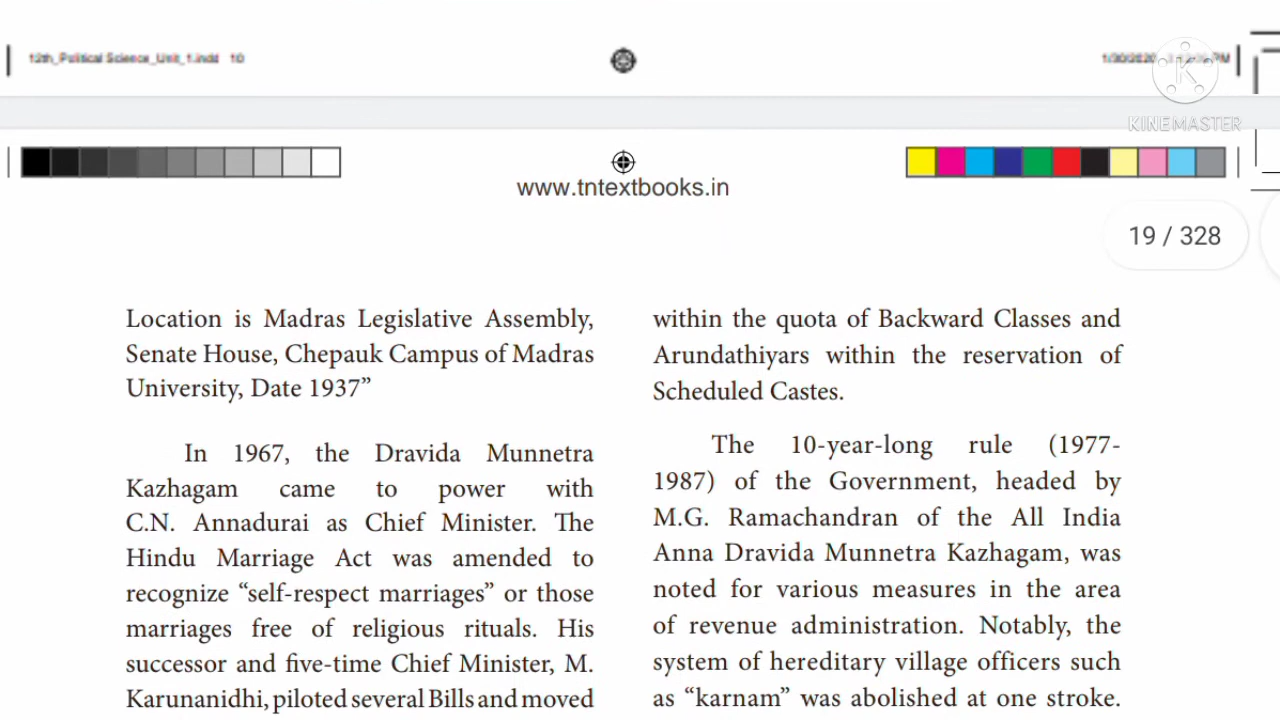 12th_Political Science_Unit_1.indd 10
KINEMASTER
www.tntextbooks.in
19 / 328
Location is Madras Legislative Assembly,
Senate House, Chepauk Campus of Madras
University, Date 1937”
In 1967, the Dravida Munnetra
Kazhagam came to power with
C.N. Annadurai as Chief Minister. The
Hindu Marriage Act was amended to
recognize “self-respect marriages” or those
marriages free of religious rituals. His
successor and five-time Chief Minister, M.
Karunanidhi, piloted several Bills and moved
within the quota of Backward Classes and
Arundathiyars within the reservation of
Scheduled Castes.
The 10-year-long rule (1977-
1987) of the Government, headed by
M.G. Ramachandran of the All India
Anna Dravida Munnetra Kazhagam, was
noted for various measures in the area
of revenue administration. Notably, the
system of hereditary village officers such
as “karnam” was abolished at one stroke.